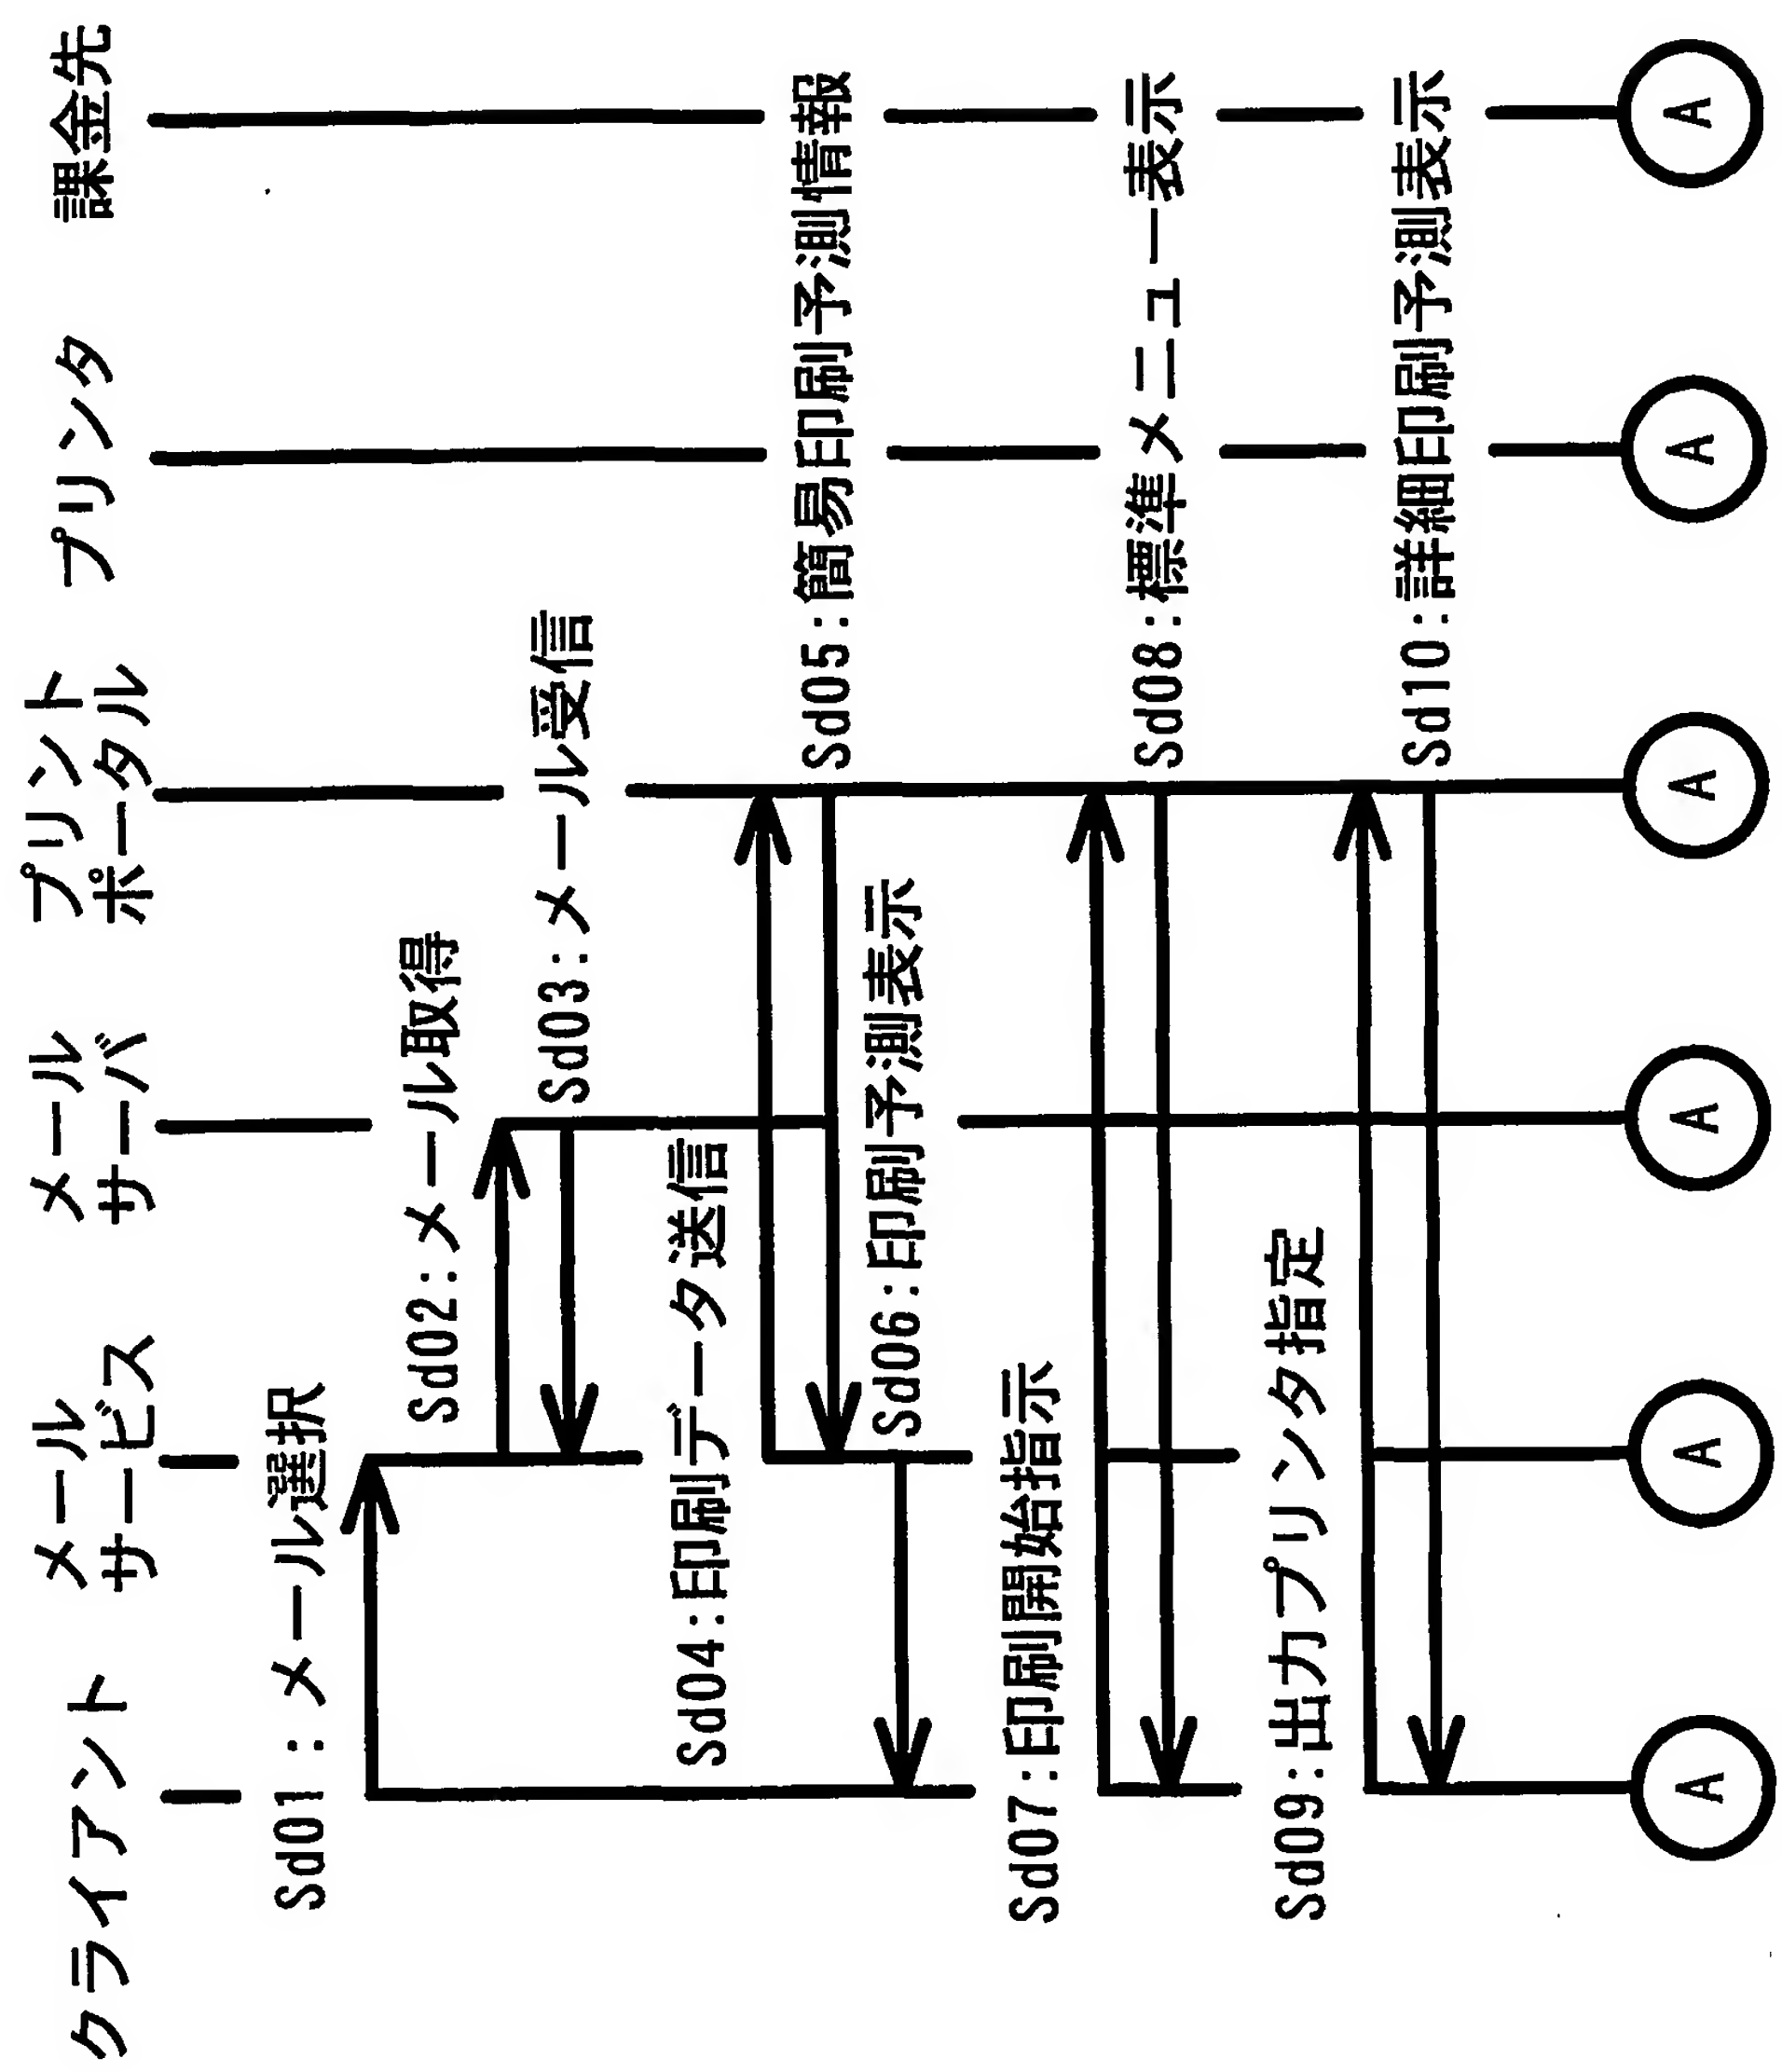 クライアント
メール
サービス
メール
サーバ
プリント
ポータル
プリンタ
課金先
Sd01:メール選択
Sd02:メール取得
Sd03:メール受信
Sd04:印刷データ送信
Sd05:簡易印刷予測情報
Sd06:印刷予測表示
Sd07:印刷開始指示
Sd08:標準メニュー表示
Sd09:出力プリンタ指定
Sd10:詳細印刷予測表示
A
A
A
A
A
A